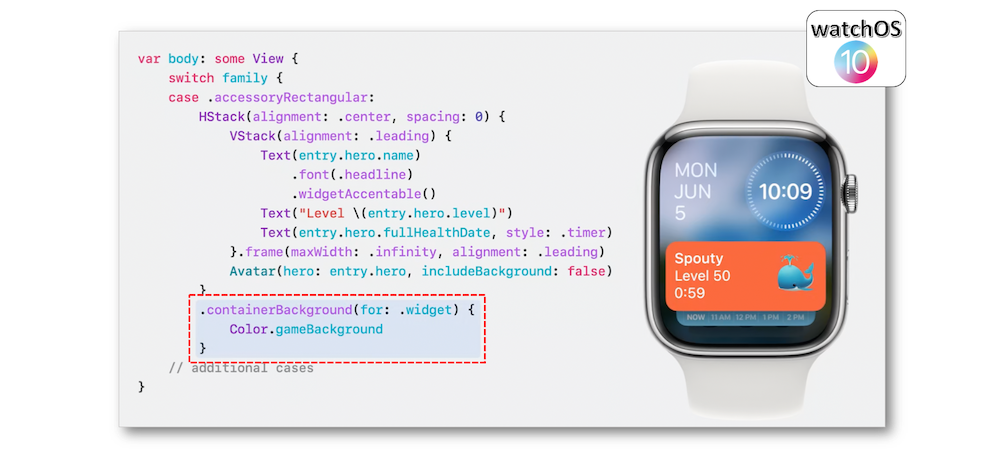 watchOS
10
var body: some View {
switch family {
case .accessoryRectangular:
HStack(alignment: .center, spacing: 0) {
VStack(alignment: .leading) {
Text(entry.hero.name)
.font(.headline)
.widgetAccentable()
Text("Level \(entry.hero.level)")
Text(entry.hero.fullHealthDate, style: .timer)
}.frame(maxWidth: .infinity, alignment: .leading)
Avatar(hero: entry.hero, includeBackground: false)
}
.containerBackground(for: .widget) {
Color.gameBackground
}
// additional cases
}
MON
JUN
5
10:09
Spouty
Level 50
0:59
NOW 11 AM 12 PM 1 PM 2 PM